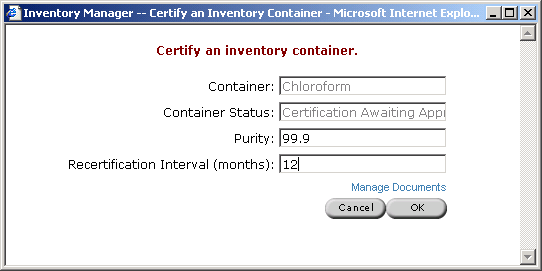 Inventory Manager -- Certify an Inventory Container - Microsoft Internet Explo...
Certify an inventory container.
Container: Chloroform
Container Status: Certification Awaiting Appr
Purity: 99.9
Recertification Interval (months): 12
Manage Documents
Cancel OK